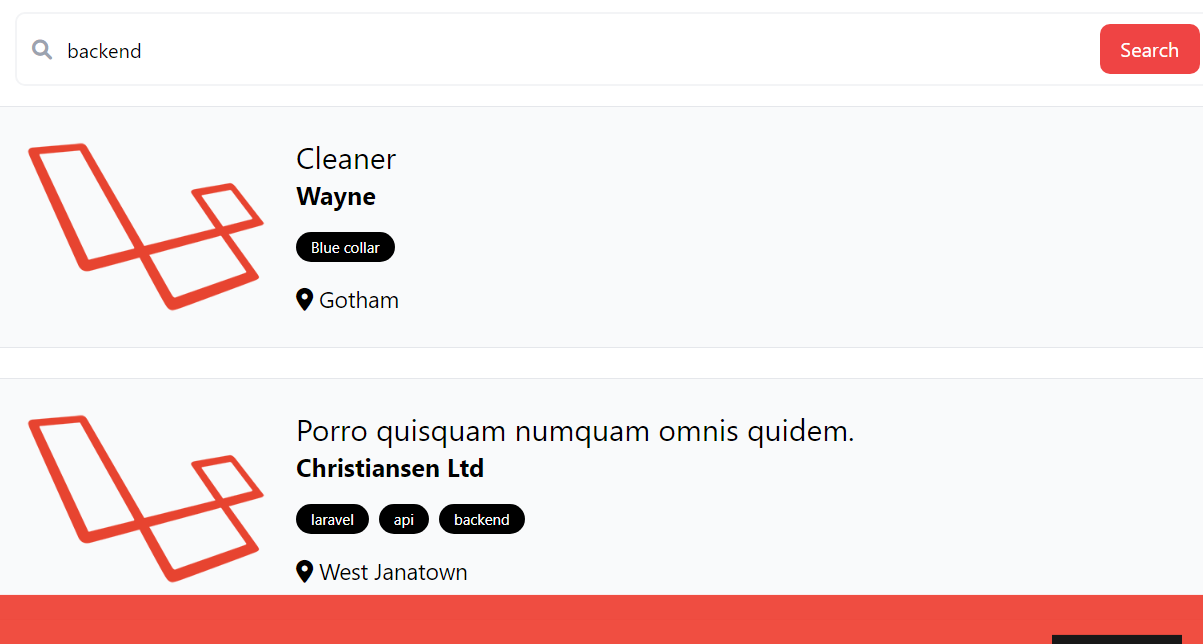 backend
Search
Cleaner
Wayne
Blue collar
Gotham
Porro quisquam numquam omnis quidem.
Christiansen Ltd
laravel api backend
West Janatown